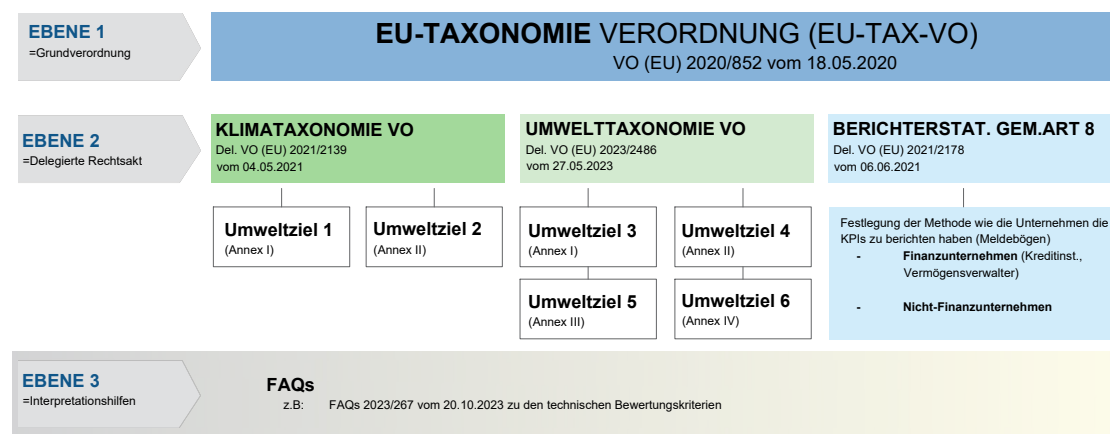 EBENE 1
=Grundverordnung
EU-TAXONOMIE VERORDNUNG (EU-TAX-VO)
VO (EU) 2020/852 vom 18.05.2020
EBENE 2
=Delegierte Rechtsakt
KLIMATAXONOMIE VO
Del. VO (EU) 2021/2139
vom 04.05.2021
UMWELTTAXONOMIE VO
Del. VO (EU) 2023/2486
vom 27.05.2023
BERICHTERSTAT. GEM.ART 8
Del. VO (EU) 2021/2178
vom 06.06.2021
Umweltziel 1
(Annex I)
Umweltziel 2
(Annex II)
Umweltziel 3
(Annex I)
Umweltziel 4
(Annex II)
Umweltziel 5
(Annex III)
Umweltziel 6
(Annex IV)
Festlegung der Methode wie die Unternehmen die
KPIs zu berichten haben (Meldebögen)
- Finanzunternehmen (Kreditinst.,
Vermögensverwalter)
- Nicht-Finanzunternehmen
EBENE 3
=Interpretationshilfen
FAQs
z.B: FAQs 2023/267 vom 20.10.2023 zu den technischen Bewertungskriterien